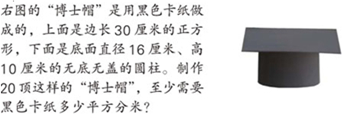 右图的“博士帽”是用黑色卡纸做
成的，上面是边长30厘米的正方
形，下面是底面直径16厘米、高
10厘米的无底无盖的圆柱。制作
20顶这样的“博士帽”，至少需要
黑色卡纸多少平方分米？